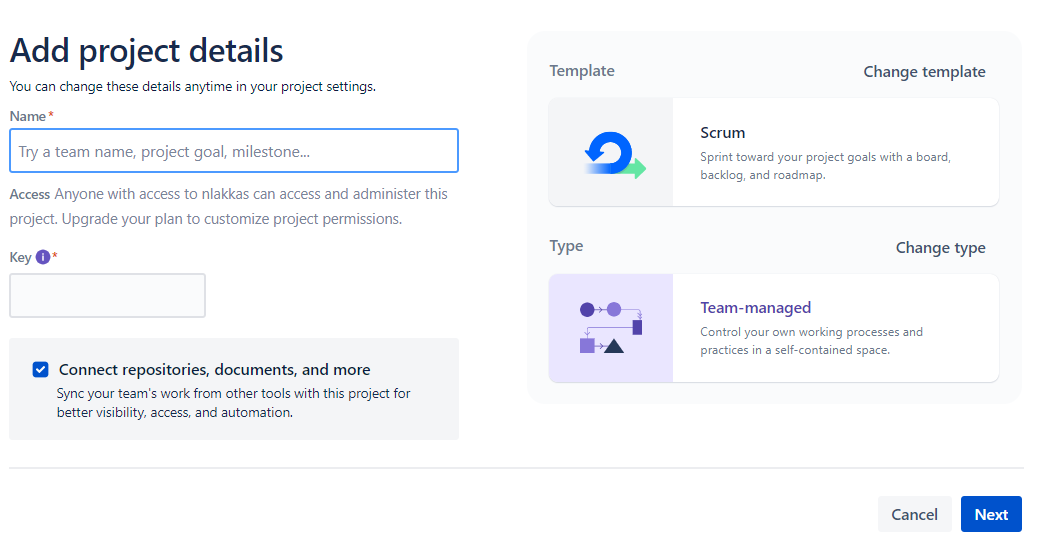 Add project details
You can change these details anytime in your project settings.
Name *
Try a team name, project goal, milestone...
Access Anyone with access to nlakkas can access and administer this
project. Upgrade your plan to customize project permissions.
Key i *
Connect repositories, documents, and more
Sync your team's work from other tools with this project for
better visibility, access, and automation.
Template
Change template
Scrum
Sprint toward your project goals with a board,
backlog, and roadmap.
Type
Change type
Team-managed
Control your own working processes and
practices in a self-contained space.
Cancel
Next